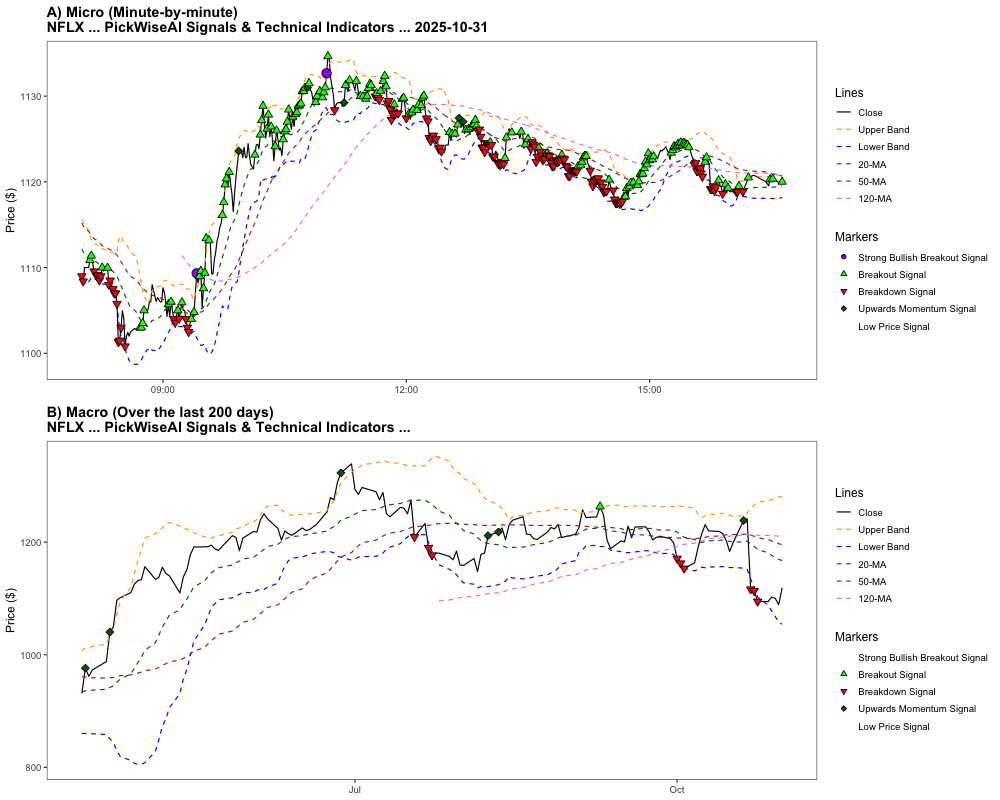 A) Micro (Minute-by-minute)
NFLX ... PickWiseAI Signals & Technical Indicators ... 2025-10-31
Price ($)
1130
1120
1110
1100
09:00
12:00
15:00
Lines
Close
Upper Band
Lower Band
20-MA
50-MA
120-MA
Markers
Strong Bullish Breakout Signal
Breakout Signal
Breakdown Signal
Upwards Momentum Signal
Low Price Signal
B) Macro (Over the last 200 days)
NFLX ... PickWiseAI Signals & Technical Indicators ...
Price ($)
1200
1000
800
Jul
Oct
Lines
Close
Upper Band
Lower Band
20-MA
50-MA
120-MA
Markers
Strong Bullish Breakout Signal
Breakout Signal
Breakdown Signal
Upwards Momentum Signal
Low Price Signal